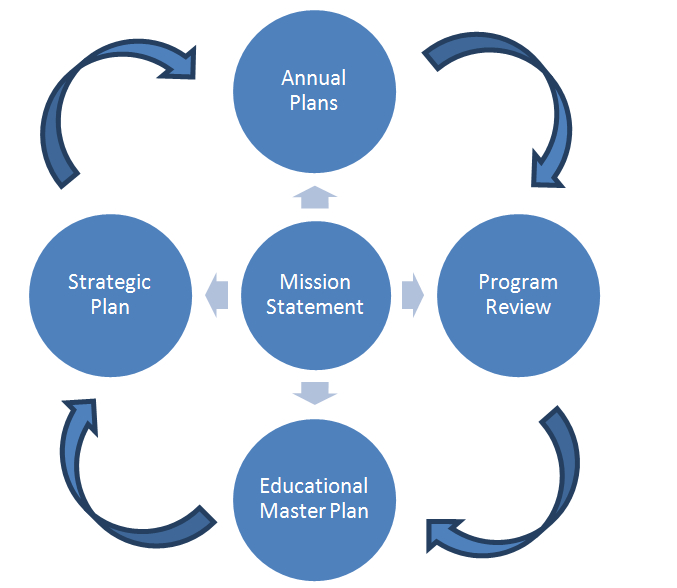 Annual
Plans
Strategic
Plan
Mission
Statement
Program
Review
Educational
Master Plan